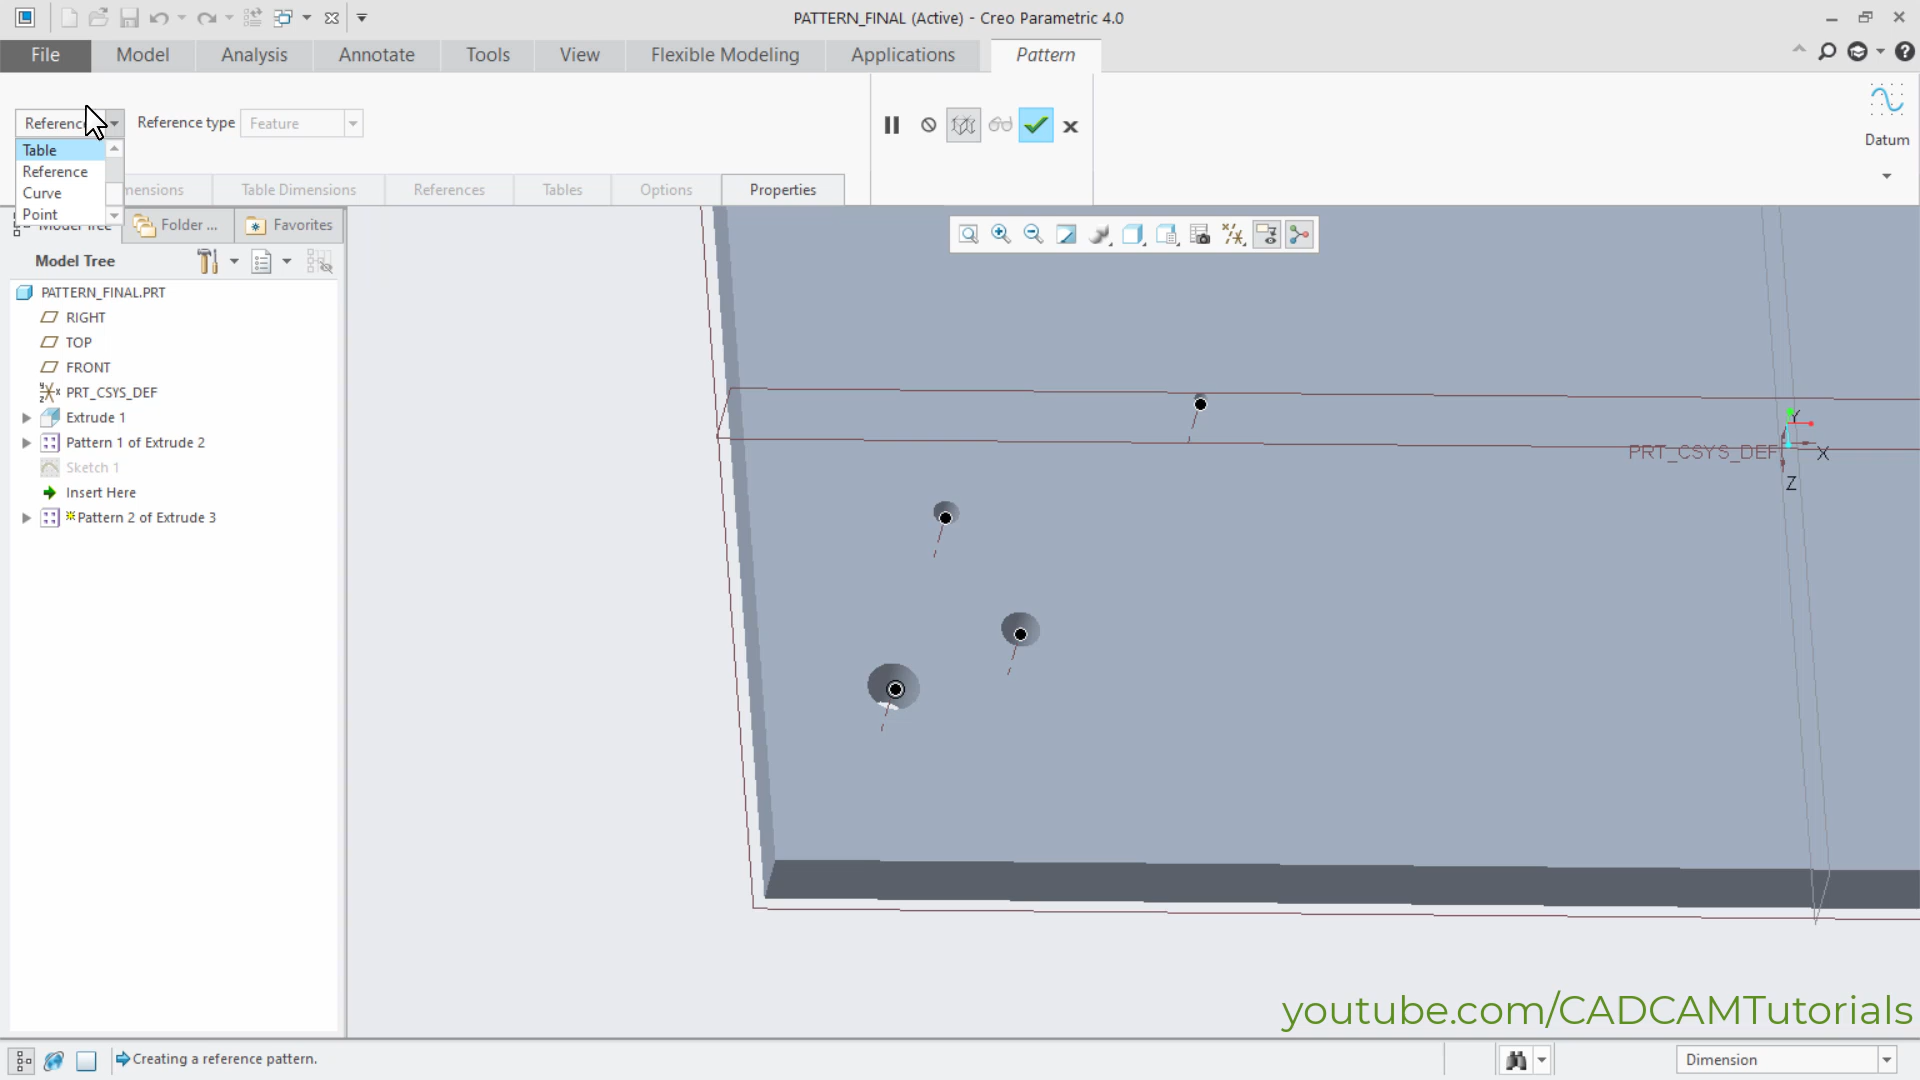 PATTERN_FINAL (Active) - Creo Parametric 4.0
File Model Analysis Annotate Tools View Flexible Modeling Applications Pattern
Reference type Feature
Datum
Table
Reference
Curve
Point
Table Dimensions References Tables Options Properties
Folder ... Favorites
Model Tree
PATTERN_FINAL.PRT
RIGHT
TOP
FRONT
PRT_CSYS_DEF
Extrude 1
Pattern 1 of Extrude 2
Sketch 1
Insert Here
Pattern 2 of Extrude 3
Y
PRT_CSYS_DEF X
Z
youtube.com/CADCAMTutorials
Creating a reference pattern.
Dimension